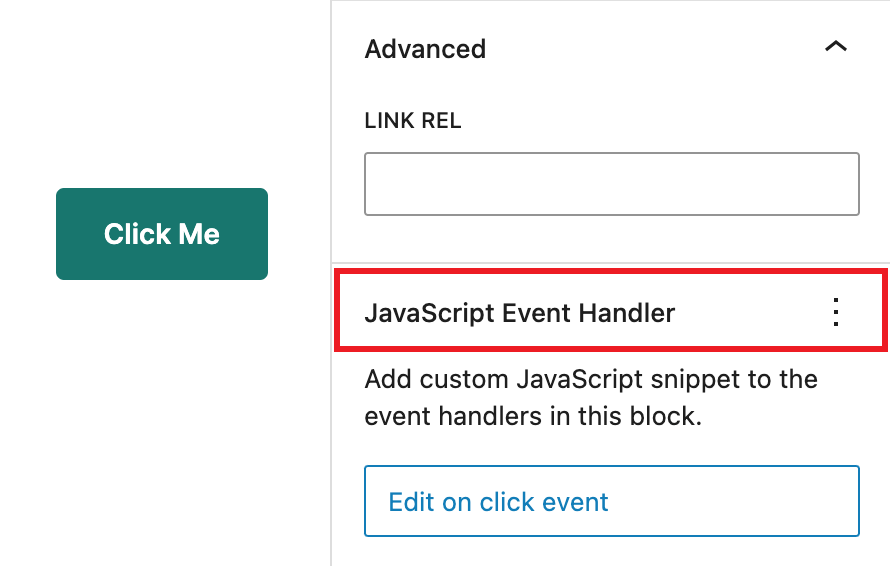 Advanced
LINK REL
Click Me
JavaScript Event Handler
Add custom JavaScript snippet to the
event handlers in this block.
Edit on click event